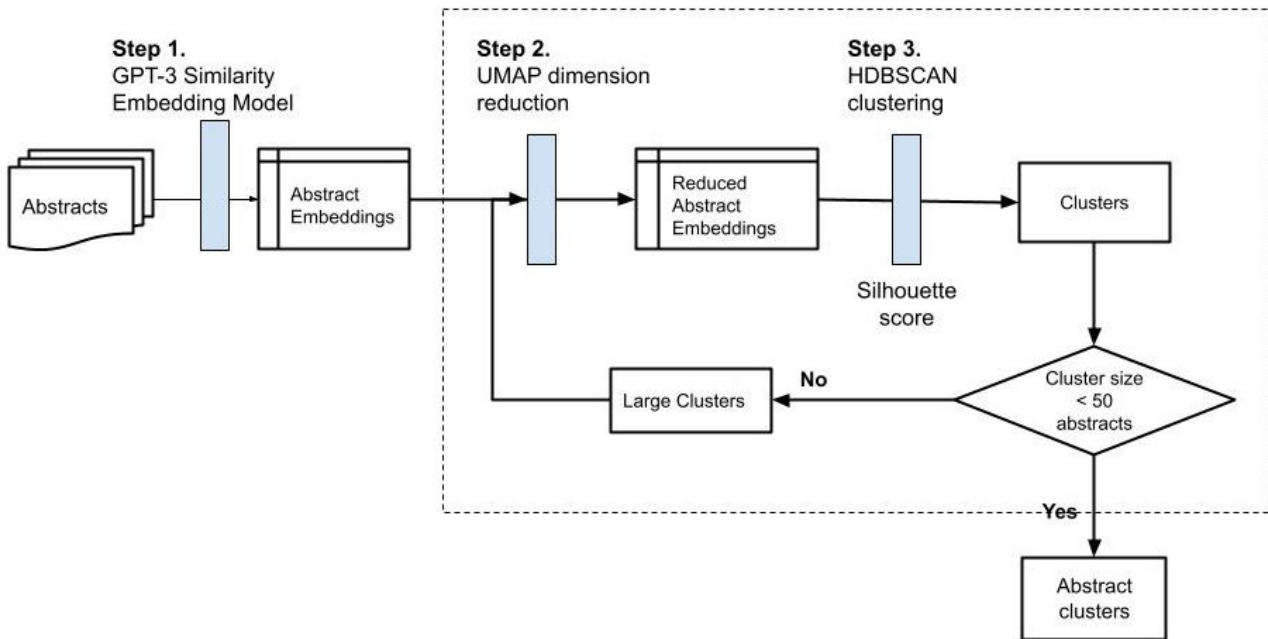 Step 1.
GPT-3 Similarity
Embedding Model
Step 2.
UMAP dimension
reduction
Step 3.
HDBSCAN
clustering
Abstracts
Abstract
Embeddings
Reduced
Abstract
Embeddings
Clusters
Silhouette
score
Cluster size
< 50
abstracts
No
Large Clusters
Yes
Abstract
clusters